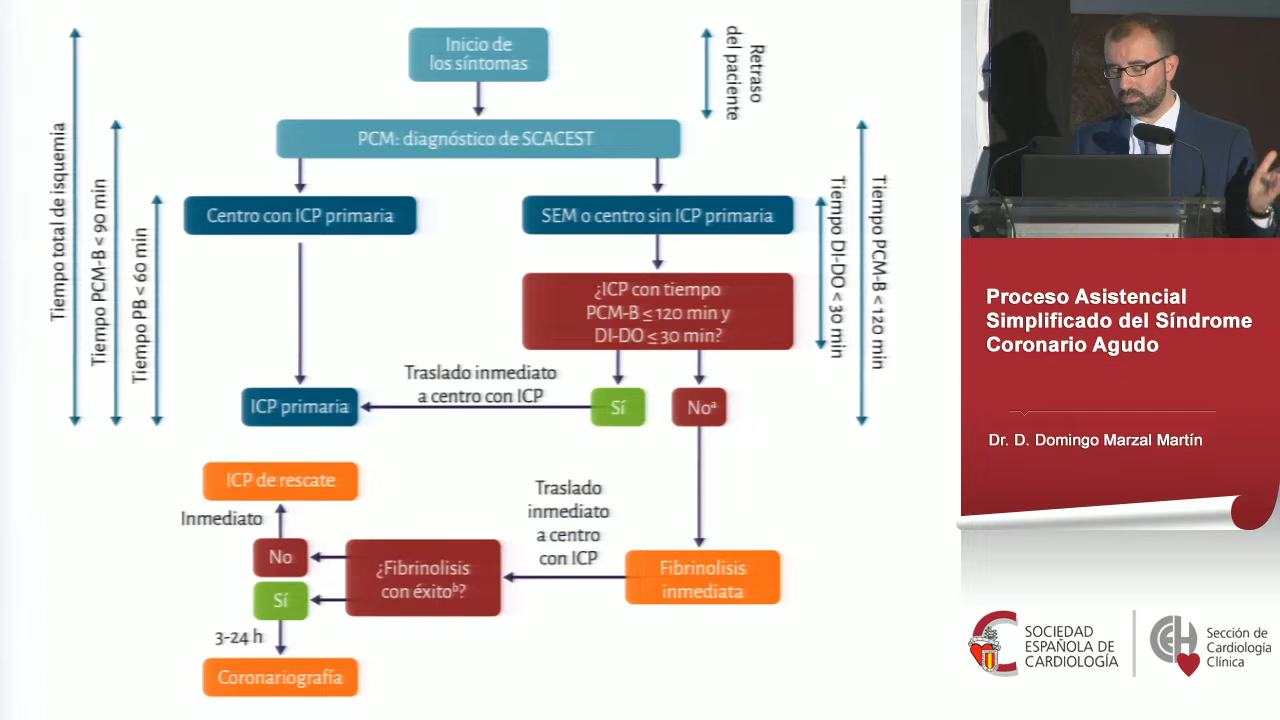 Inicio de
los síntomas
Retraso
del paciente
PCM: diagnóstico de SCACEST
Tiempo total de isquemia
Tiempo PCM-B < 90 min
Tiempo PB < 60 min
Centro con ICP primaria
SEM o centro sin ICP primaria
¿ICP con tiempo
PCM-B ≤ 120 min y
DI-DO ≤ 30 min?
Tiempo DI-DO < 30 min
Tiempo PCM-B < 120 min
Traslado inmediato
a centro con ICP
ICP primaria
Sí
Noª
ICP de rescate
Inmediato
No
Sí
3-24 h
Coronariografía
¿Fibrinolisis
con éxitoᵇ?
Traslado
inmediato
a centro
con ICP
Fibrinolisis
inmediata
Proceso Asistencial
Simplificado del Síndrome
Coronario Agudo
Dr. D. Domingo Marzal Martín
SOCIEDAD
ESPAÑOLA DE
CARDIOLOGÍA
Sección de
Cardiología
Clínica